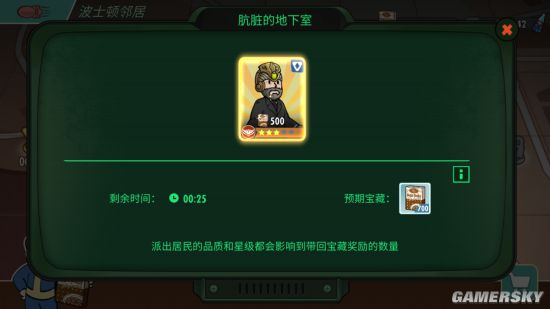 波士顿邻居
肮脏的地下室
500
剩余时间：
00:25
预期宝藏：
700
派出居民的品质和星级都会影响到带回宝藏奖励的数量
GAMERSKY